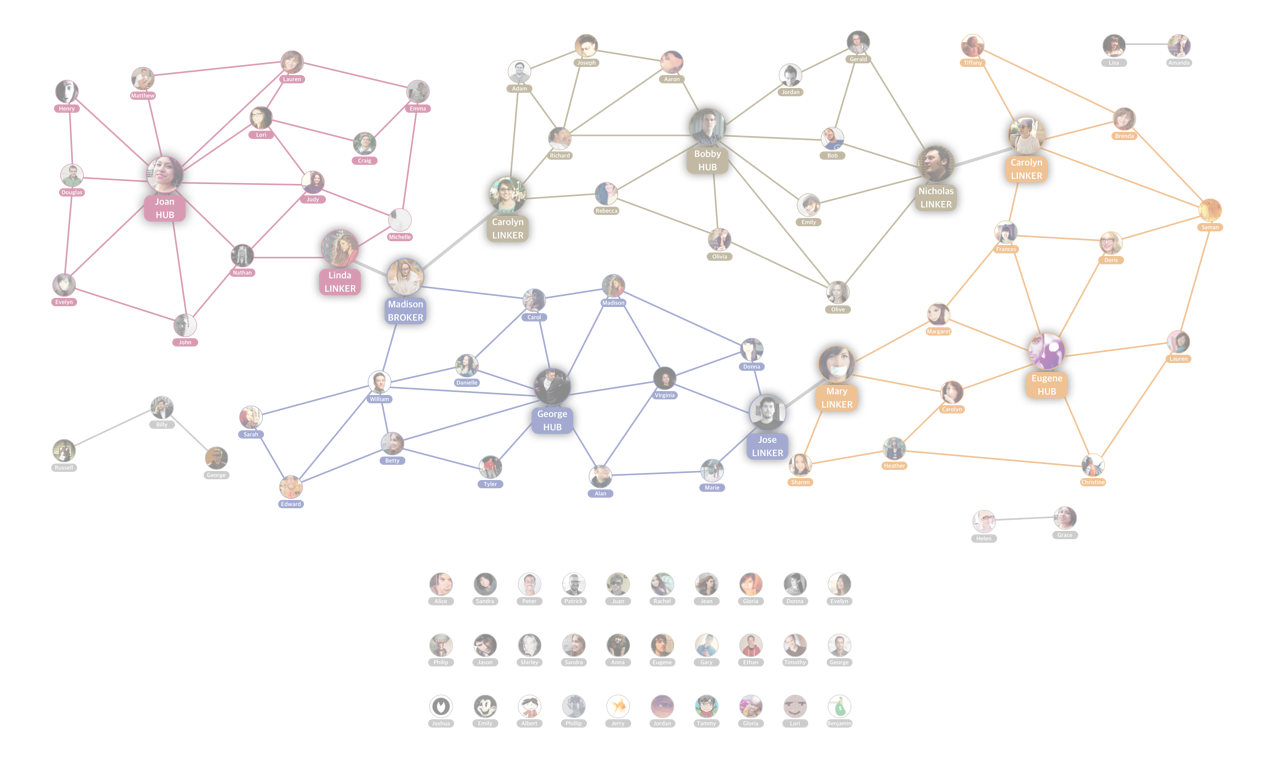 Joseph
Gerald
Tiffany
Lisa
Amanda
Lauren
Aaron
Matthew
Adam
Jordan
Henry
Emma
Lori
Brenda
Craig
Richard
Bobby
HUB
Bob
Carolyn
LINKER
Douglas
Joan
HUB
Judy
Rebecca
Nicholas
LINKER
Emily
Carolyn
LINKER
Samuel
Michelle
Frances
Nathan
Olivia
Doris
Linda
LINKER
Evelyn
Madison
BROKER
Carol
Madison
Olive
John
Margaret
Lauren
Donna
Danielle
William
Virginia
Mary
LINKER
Eugene
HUB
George
HUB
Carolyn
Billy
Sarah
Jose
LINKER
Betty
Russell
George
Heather
Tyler
Alan
Marie
Sharon
Christine
Edward
Helen
Grace
Alice
Sandra
Peter
Patrick
Juan
Rachel
Jean
Gloria
Donna
Evelyn
Philip
Jason
Shirley
Sandra
Anna
Eugene
Gary
Ethan
Timothy
George
Joshua
Emily
Albert
Phillip
Jerry
Jordan
Tammy
Gloria
Lori
Benjamin